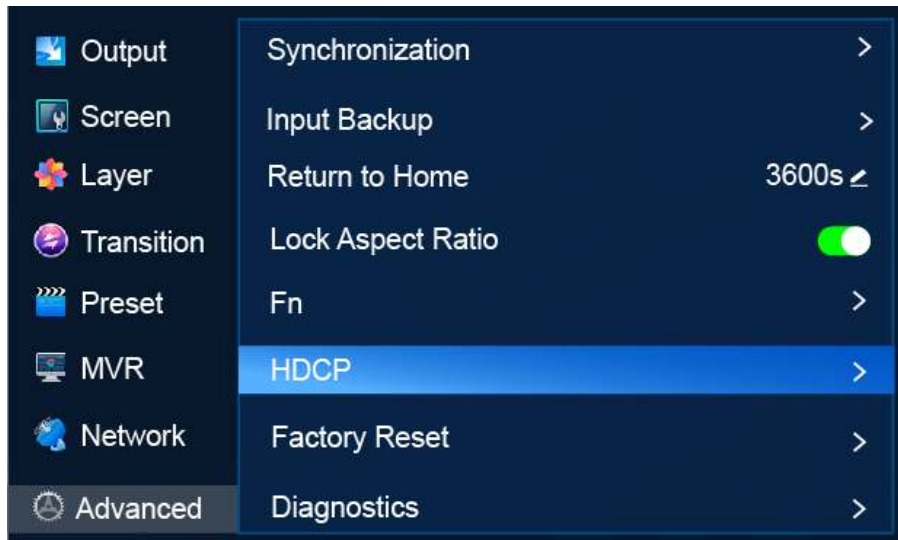 Output
Screen
Layer
Transition
Preset
MVR
Network
Advanced
Synchronization
Input Backup
Return to Home 3600s
Lock Aspect Ratio
Fn
HDCP
Factory Reset
Diagnostics